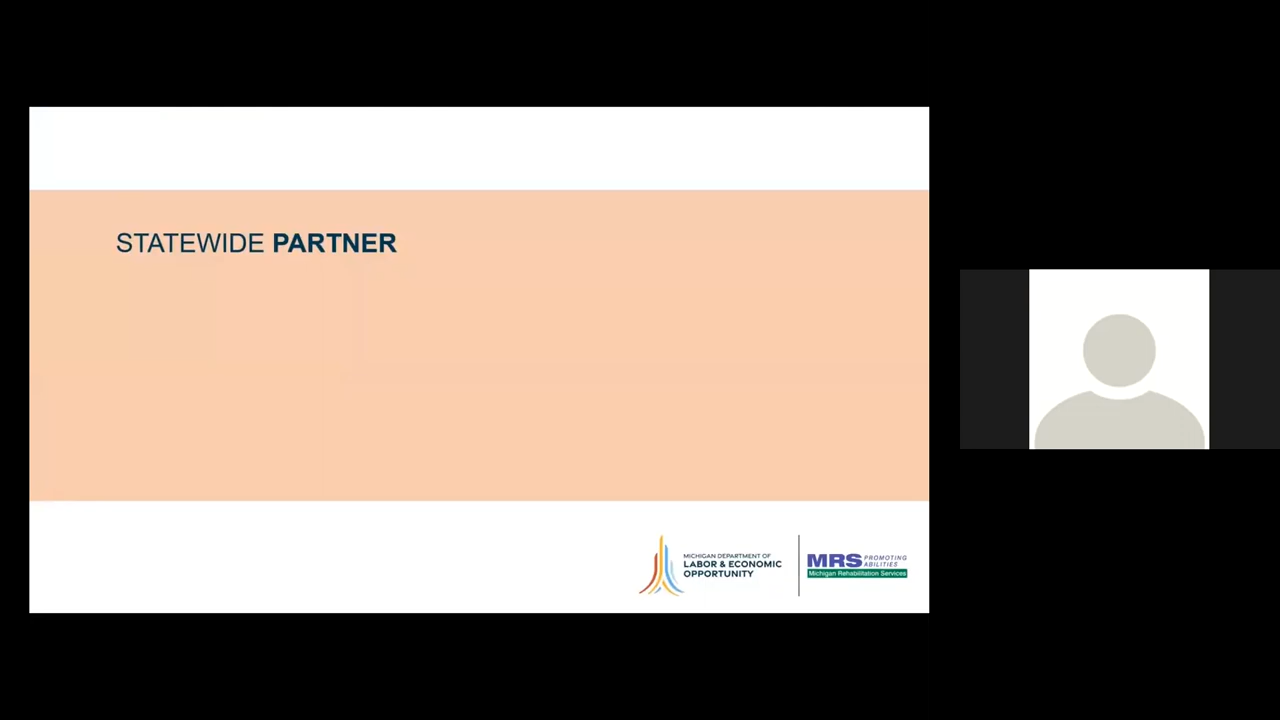 STATEWIDE PARTNER
MICHIGAN DEPARTMENT OF
LABOR & ECONOMIC
OPPORTUNITY
MRS PROMOTING
ABILITIES
Michigan Rehabilitation Services